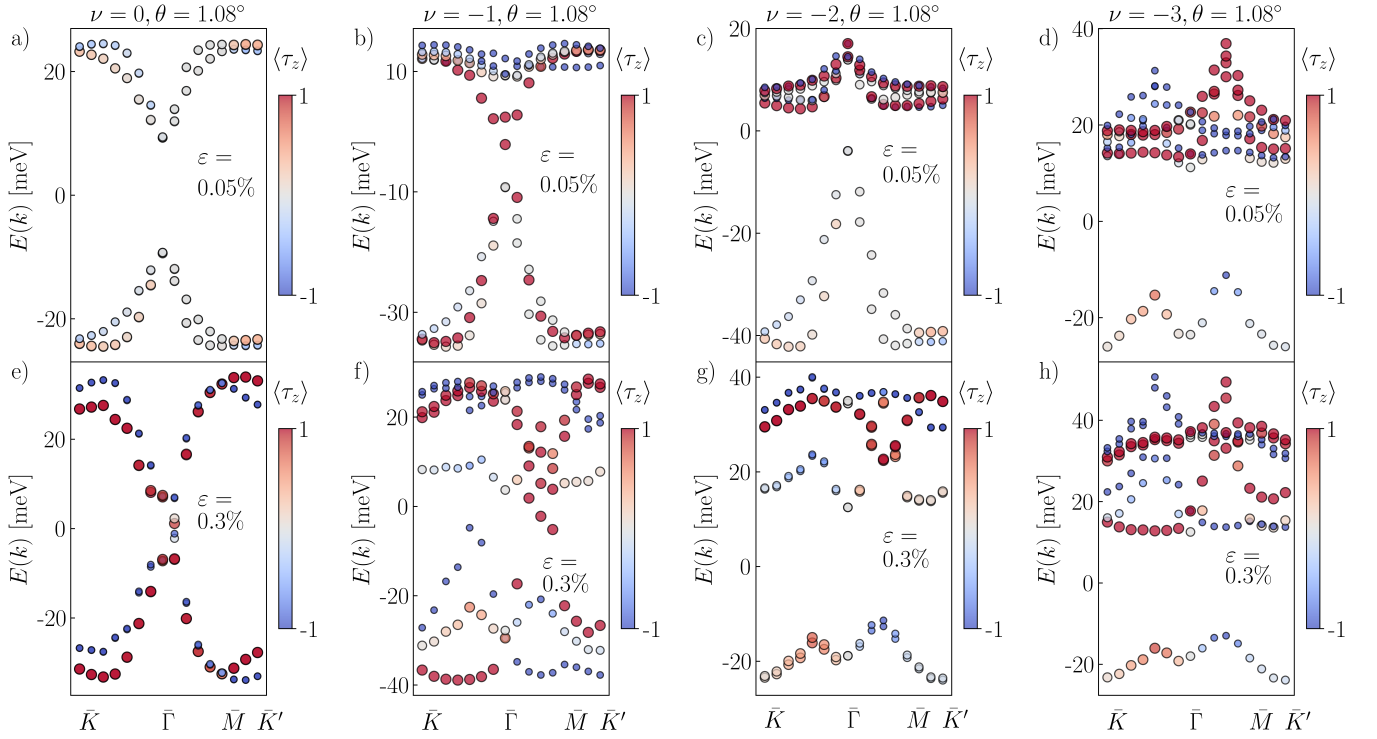 ν = 0, θ = 1.08°
ν = −1, θ = 1.08°
ν = −2, θ = 1.08°
ν = −3, θ = 1.08°
a)
E(k) [meV]
20
0
-20
ε =
0.05%
⟨τz⟩
1
-1
b)
E(k) [meV]
10
-10
-30
ε =
0.05%
⟨τz⟩
1
-1
c)
E(k) [meV]
20
0
-20
-40
ε =
0.05%
⟨τz⟩
1
-1
d)
E(k) [meV]
40
20
0
-20
ε =
0.05%
⟨τz⟩
1
-1
e)
E(k) [meV]
20
0
-20
ε =
0.3%
⟨τz⟩
1
-1
K̄
Γ̄
M̄
K̄′
f)
E(k) [meV]
20
0
-20
-40
ε =
0.3%
⟨τz⟩
1
-1
K̄
Γ̄
M̄
K̄′
g)
E(k) [meV]
40
20
0
-20
ε =
0.3%
⟨τz⟩
1
-1
K̄
Γ̄
M̄
K̄′
h)
E(k) [meV]
40
20
0
-20
ε =
0.3%
⟨τz⟩
1
-1
K̄
Γ̄
M̄
K̄′